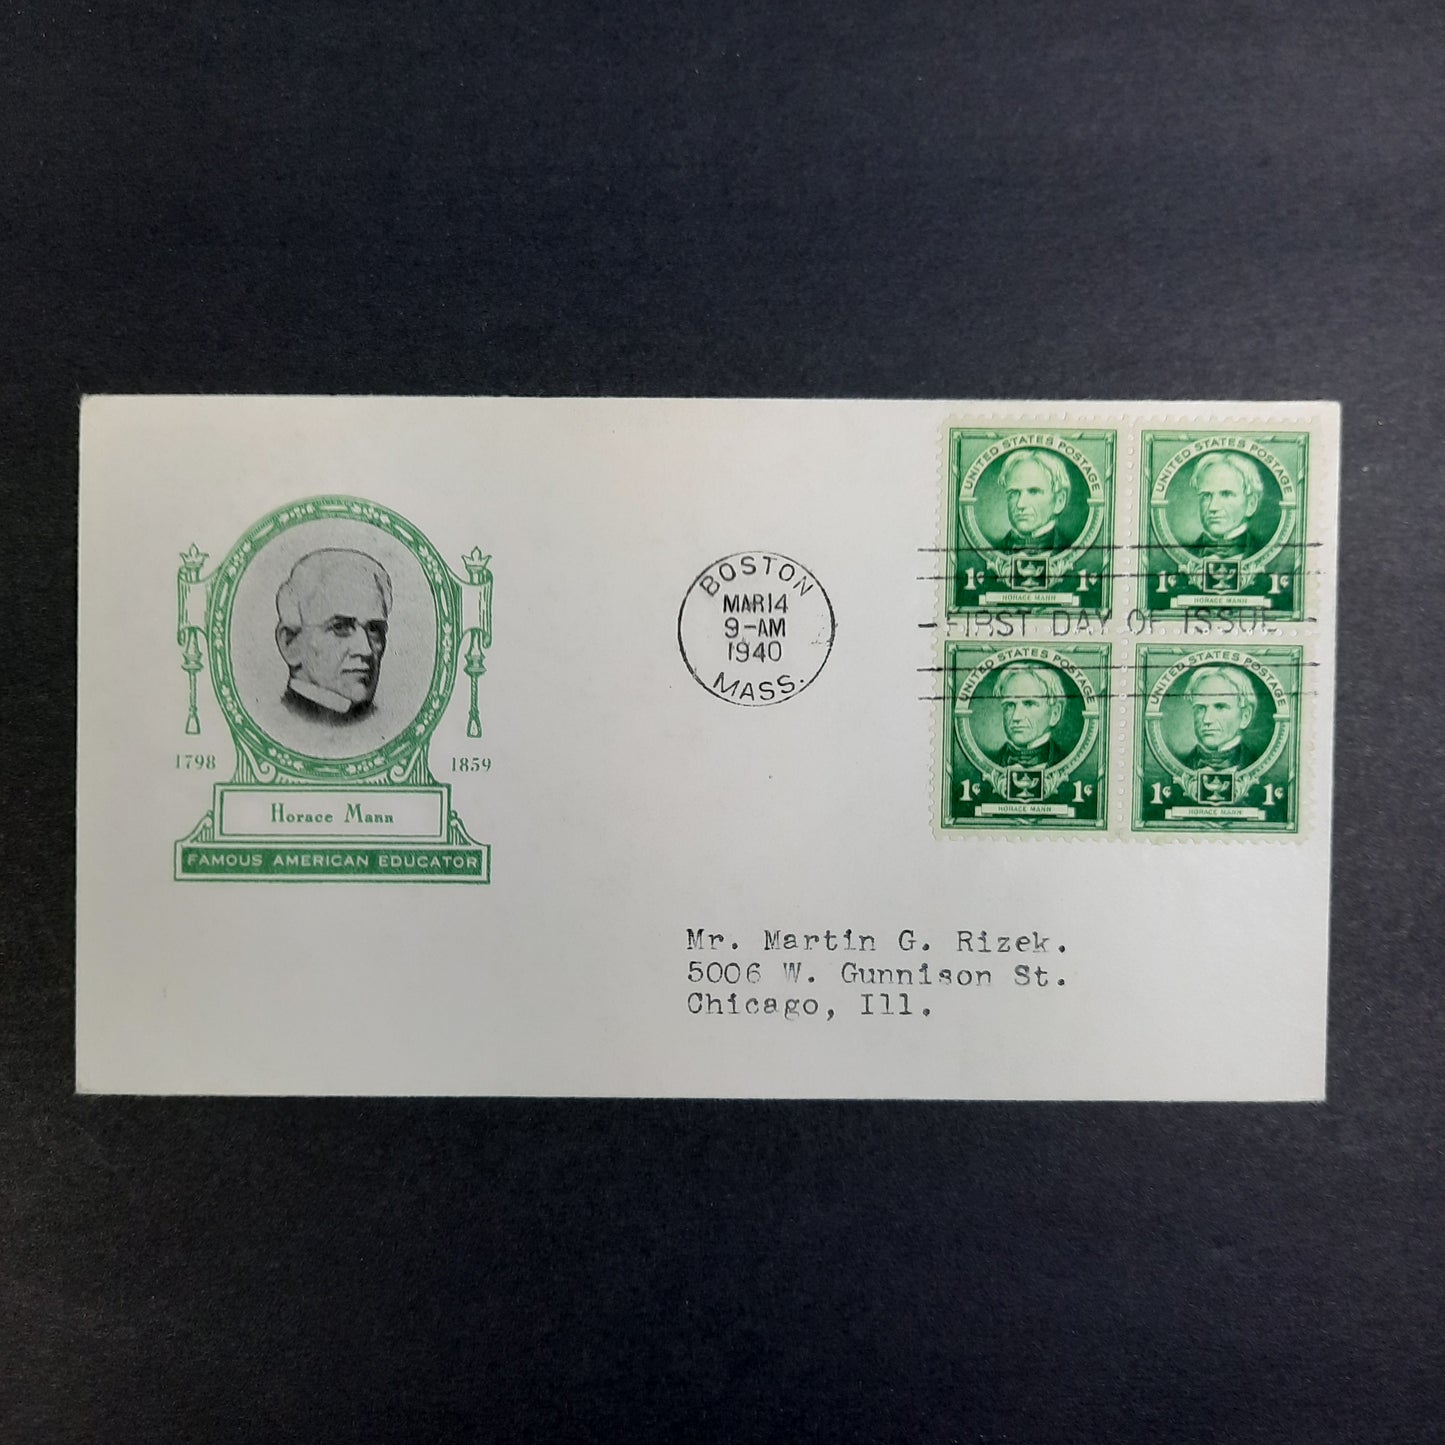 1798 1859
Horace Mann
FAMOUS AMERICAN EDUCATOR
BOSTON
MAR 14
9-AM
1940
MASS.
UNITED STATES POSTAGE
1¢ 1¢
HORACE MANN
UNITED STATES POSTAGE
1¢ 1¢
HORACE MANN
FIRST DAY OF ISSUE
UNITED STATES POSTAGE
1¢ 1¢
HORACE MANN
UNITED STATES POSTAGE
1¢ 1¢
HORACE MANN
Mr. Martin G. Rizek.
5006 W. Gunnison St.
Chicago, Ill.